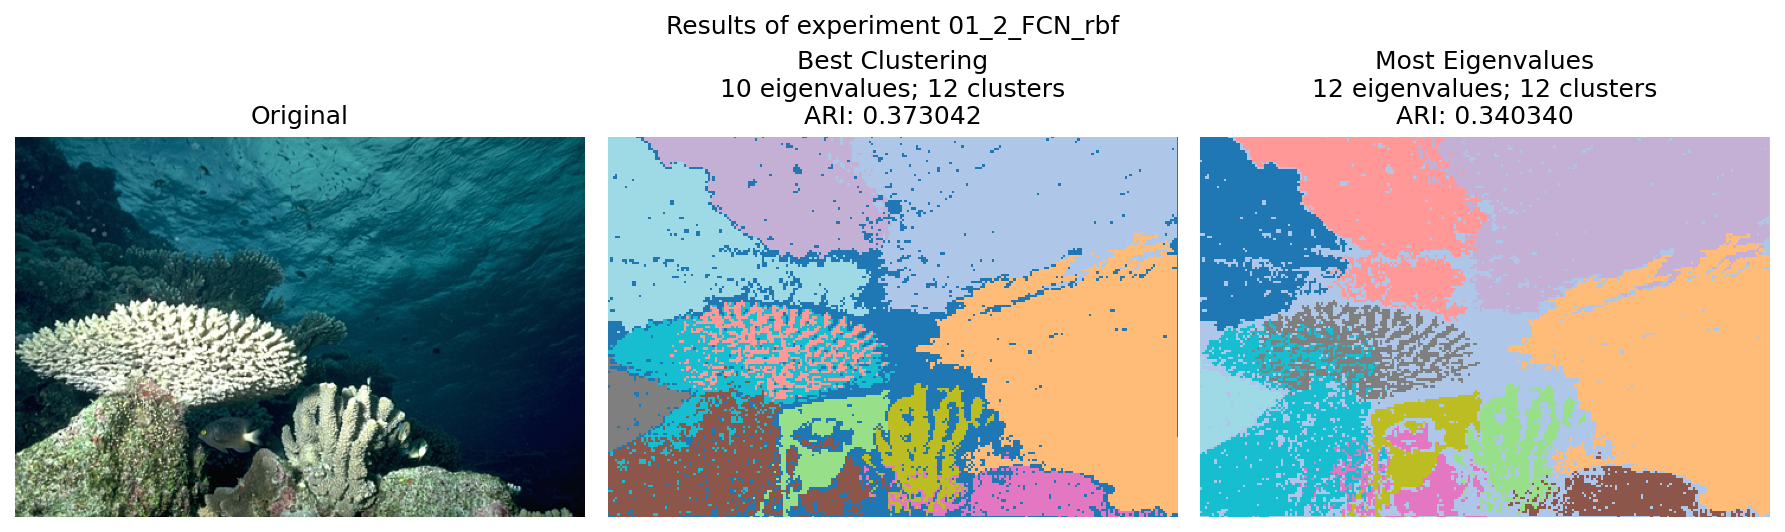 Results of experiment 01_2_FCN_rbf
Original
Best Clustering
10 eigenvalues; 12 clusters
ARI: 0.373042
Most Eigenvalues
12 eigenvalues; 12 clusters
ARI: 0.340340